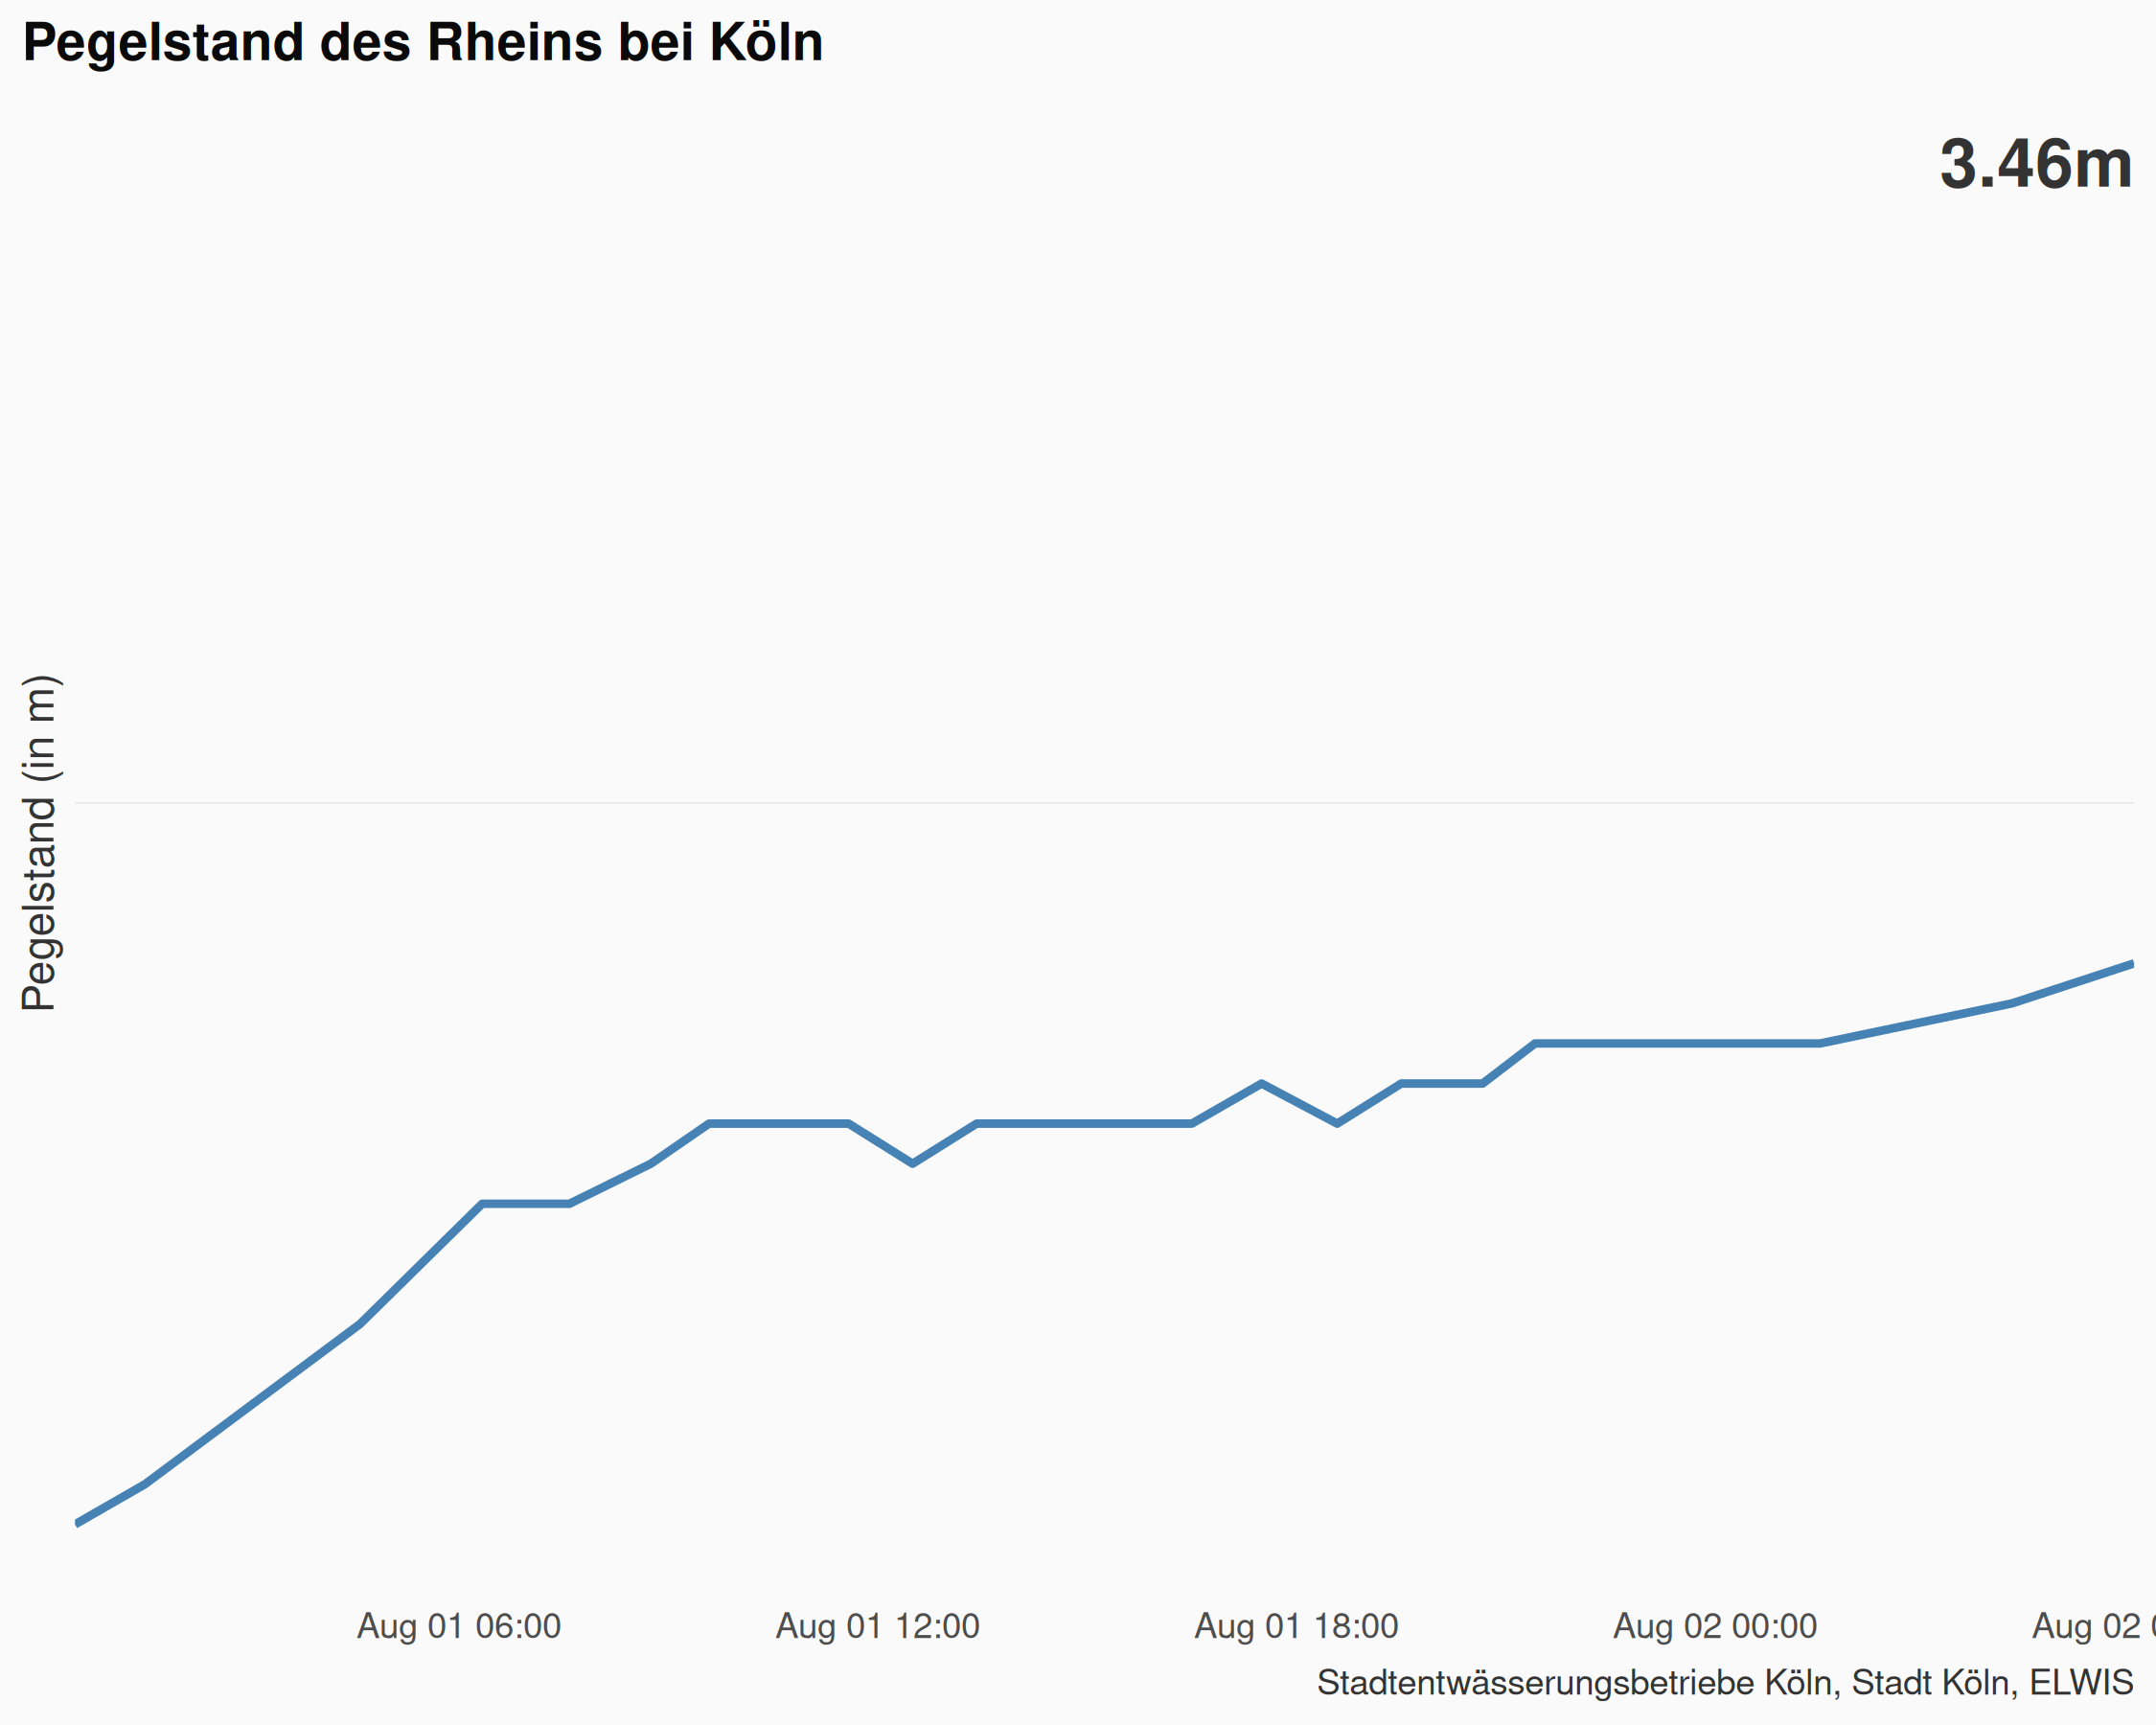 Pegelstand des Rheins bei Köln
3.46m
Pegelstand (in m)
Aug 01 06:00 Aug 01 12:00 Aug 01 18:00 Aug 02 00:00 Aug 02
Stadtentwässerungsbetriebe Köln, Stadt Köln, ELWIS